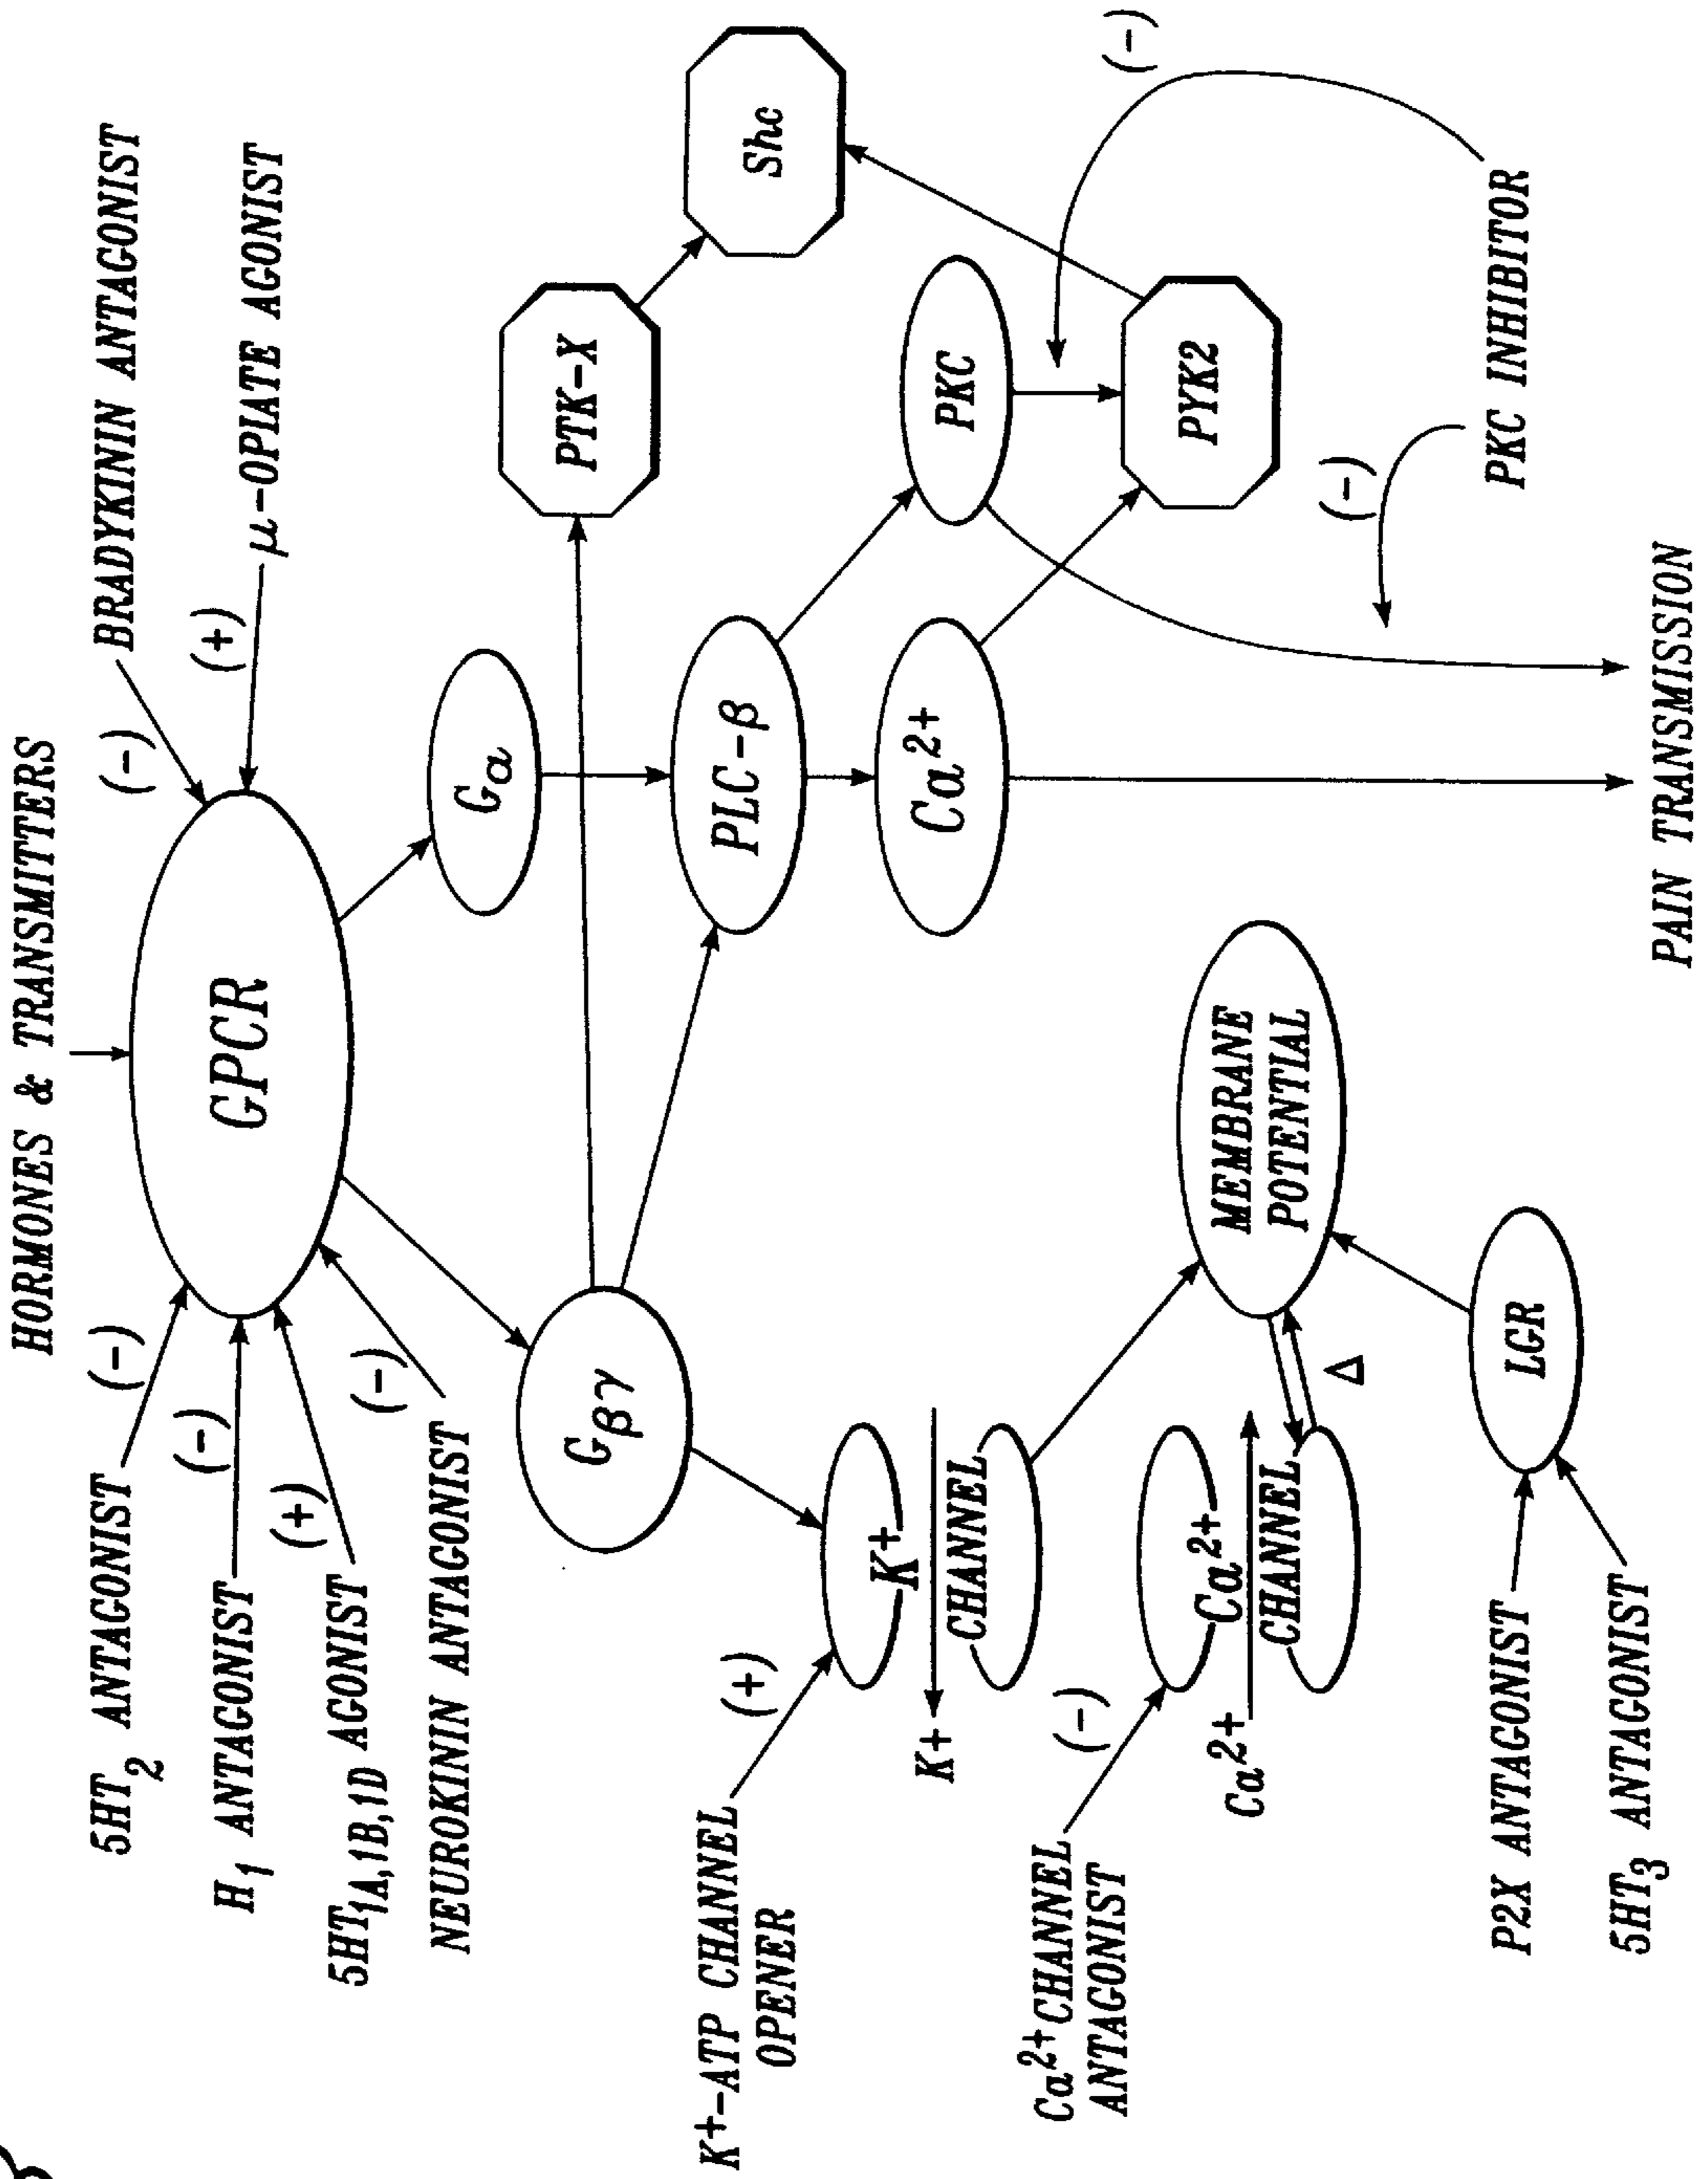 HORMONES & TRANSMITTERS
5HT2 ANTAGONIST
(-)
(-)
BRADYKININ ANTAGONIST
H1 ANTAGONIST
(-)
GPCR
(+)
μ-OPIATE AGONIST
5HT1A,1B,1D AGONIST
(+)
NEUROKININ ANTAGONIST
(-)
Gα
Gβγ
PTK-X
Shc
PLC-β
K+-ATP CHANNEL
OPENER
(+)
K+
CHANNEL
K+
Ca2+
PKC
(-)
Ca2+CHANNEL
ANTAGONIST
(-)
Ca2+
CHANNEL
Ca2+
Δ
MEMBRANE
POTENTIAL
PYK2
(-)
LGR
P2X ANTAGONIST
5HT3 ANTAGONIST
PKC INHIBITOR
PAIN TRANSMISSION